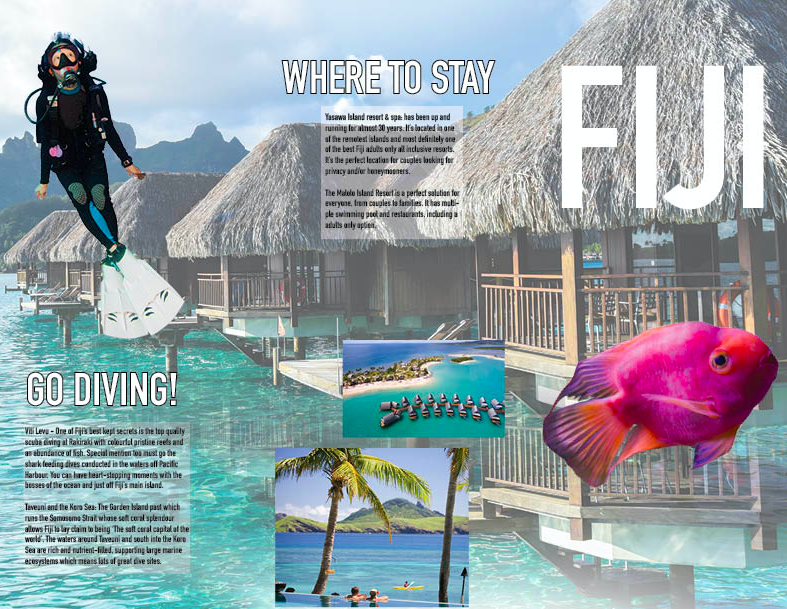 WHERE TO STAY
FIJI
Yasawa Island resort & spa: has been up and
running for almost 30 years. It's located in one
of the remotest islands and most definitely one
of the best Fiji adults only all inclusive resorts.
It's the perfect location for couples looking for
privacy and/or honeymooners.
The Malolo Island Resort is a perfect solution for
everyone, from couples to families. It has multi-
ple swimming pool and restaurants, including a
adults only option.
GO DIVING!
Viti Levu - One of Fiji's best kept secrets is the top quality
scuba diving at Rakiraki with colourful pristine reefs and
an abundance of fish. Special mention too must go the
shark feeding dives conducted in the waters off Pacific
Harbour. You can have heart-stopping moments with the
bosses of the ocean and just off Fiji's main island.
Taveuni and the Koro Sea: The Garden Island past which
runs the Somosomo Strait whose soft coral splendour
allows Fiji to lay claim to being 'The soft coral capital of the
world'. The waters around Taveuni and south into the Koro
Sea are rich and nutrient-filled, supporting large marine
ecosystems which means lots of great dive sites.